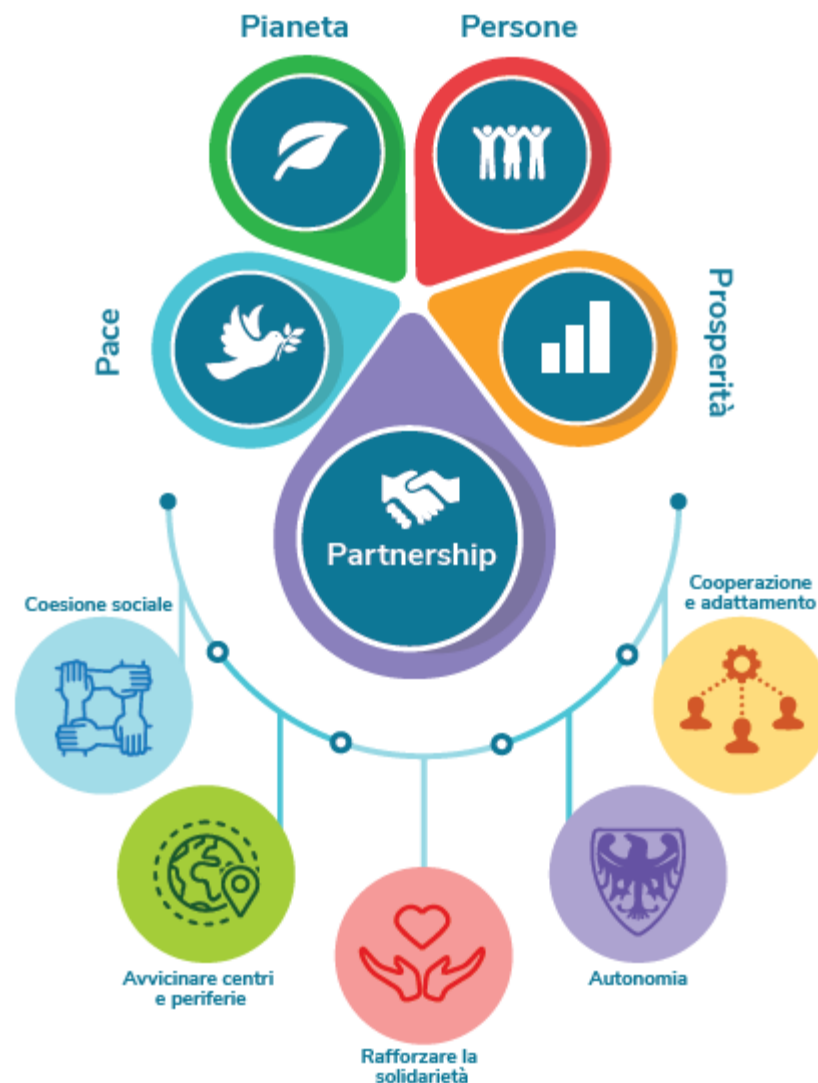 Pianeta
Persone
Pace
Prosperità
Partnership
Coesione sociale
Cooperazione
e adattamento
Avvicinare centri
e periferie
Autonomia
Rafforzare la
solidarietà